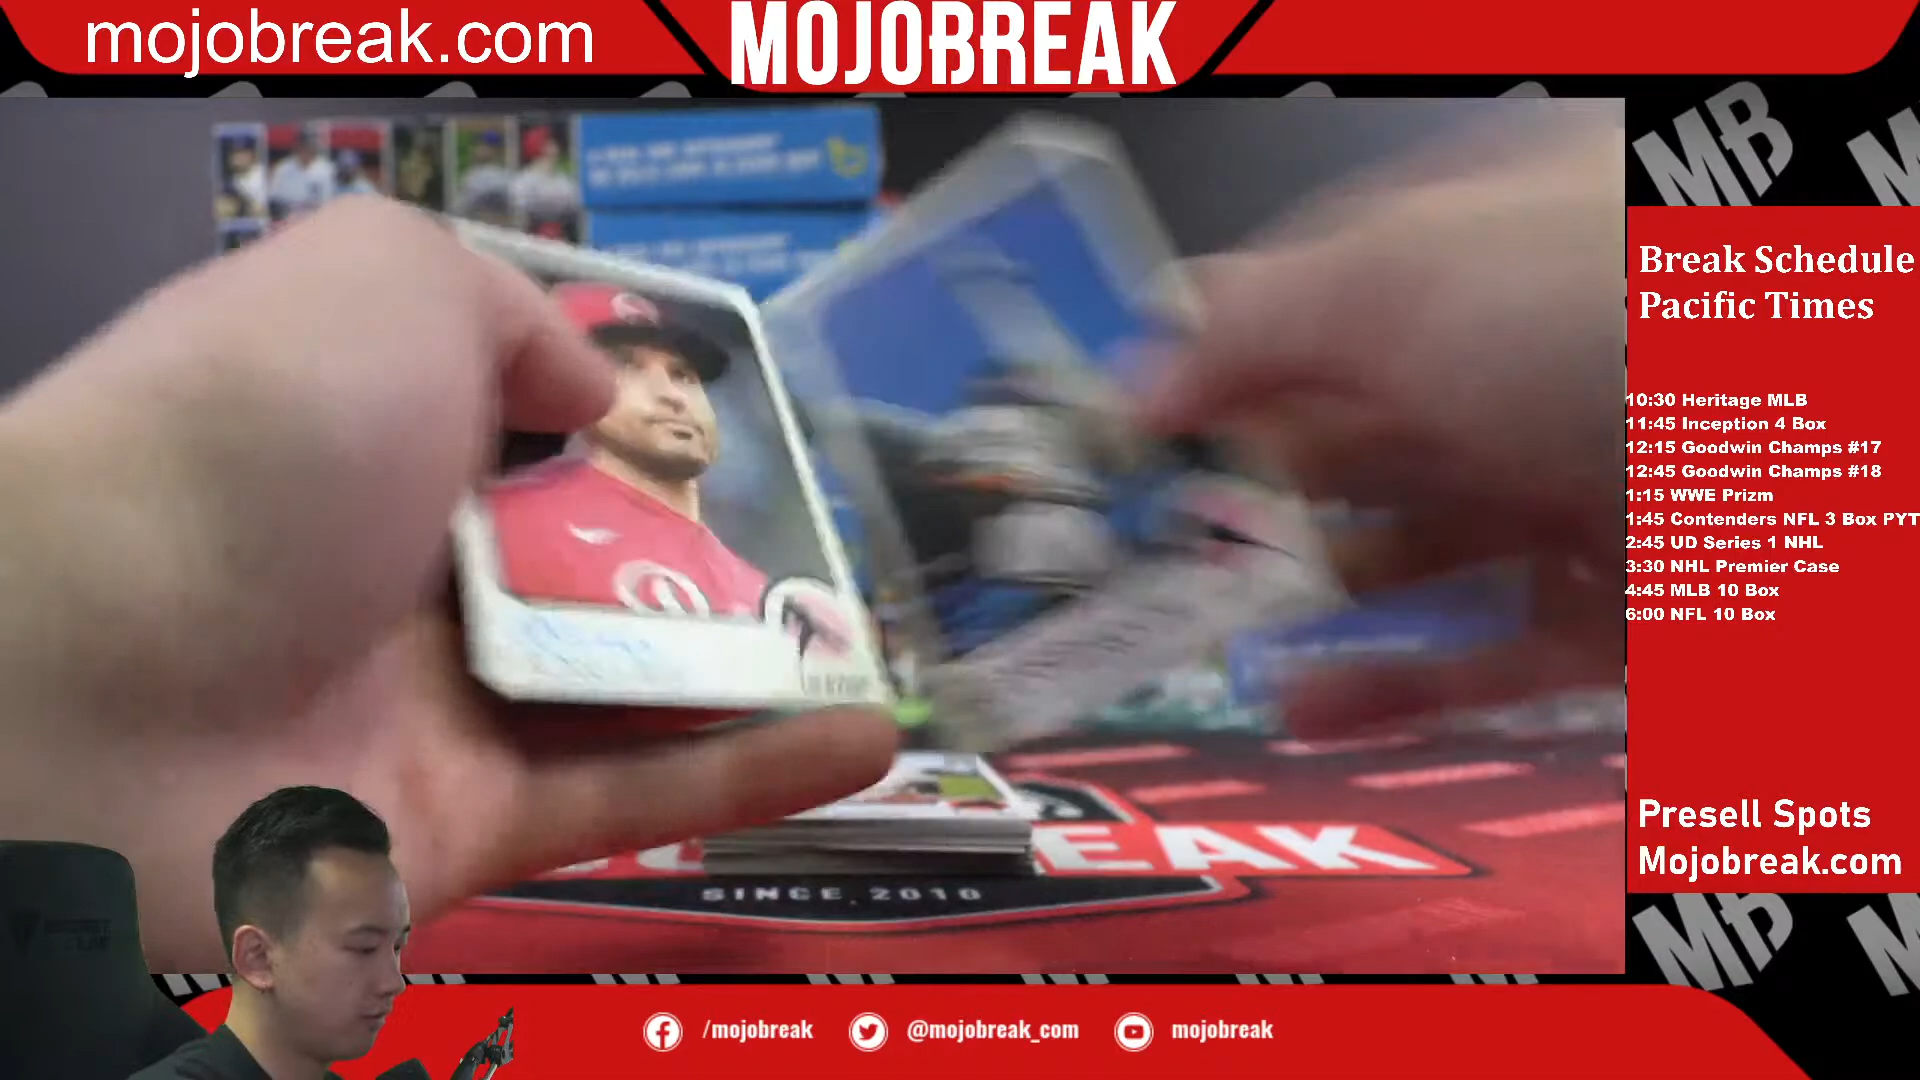 mojobreak.com
MOJOBREAK
Break Schedule
Pacific Times
10:30 Heritage MLB
11:45 Inception 4 Box
12:15 Goodwin Champs #17
12:45 Goodwin Champs #18
1:15 WWE Prizm
1:45 Contenders NFL 3 Box PYT
2:45 UD Series 1 NHL
3:30 NHL Premier Case
4:45 MLB 10 Box
6:00 NFL 10 Box
Presell Spots
Mojobreak.com
MB
MB
EAK
SINCE 2010
/mojobreak
@mojobreak_com
mojobreak